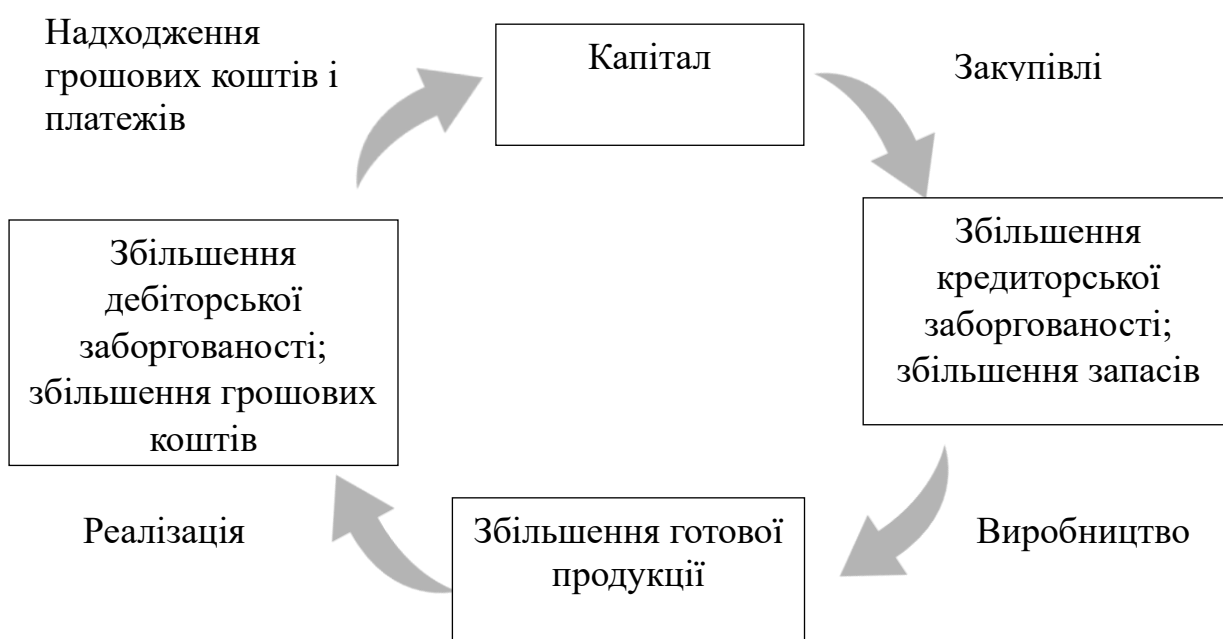 Надходження
грошових коштів і
платежів
Капітал
Закупівлі
Збільшення
дебіторської
заборгованості;
збільшення грошових
коштів
Збільшення
кредиторської
заборгованості;
збільшення запасів
Реалізація
Збільшення готової
продукції
Виробництво